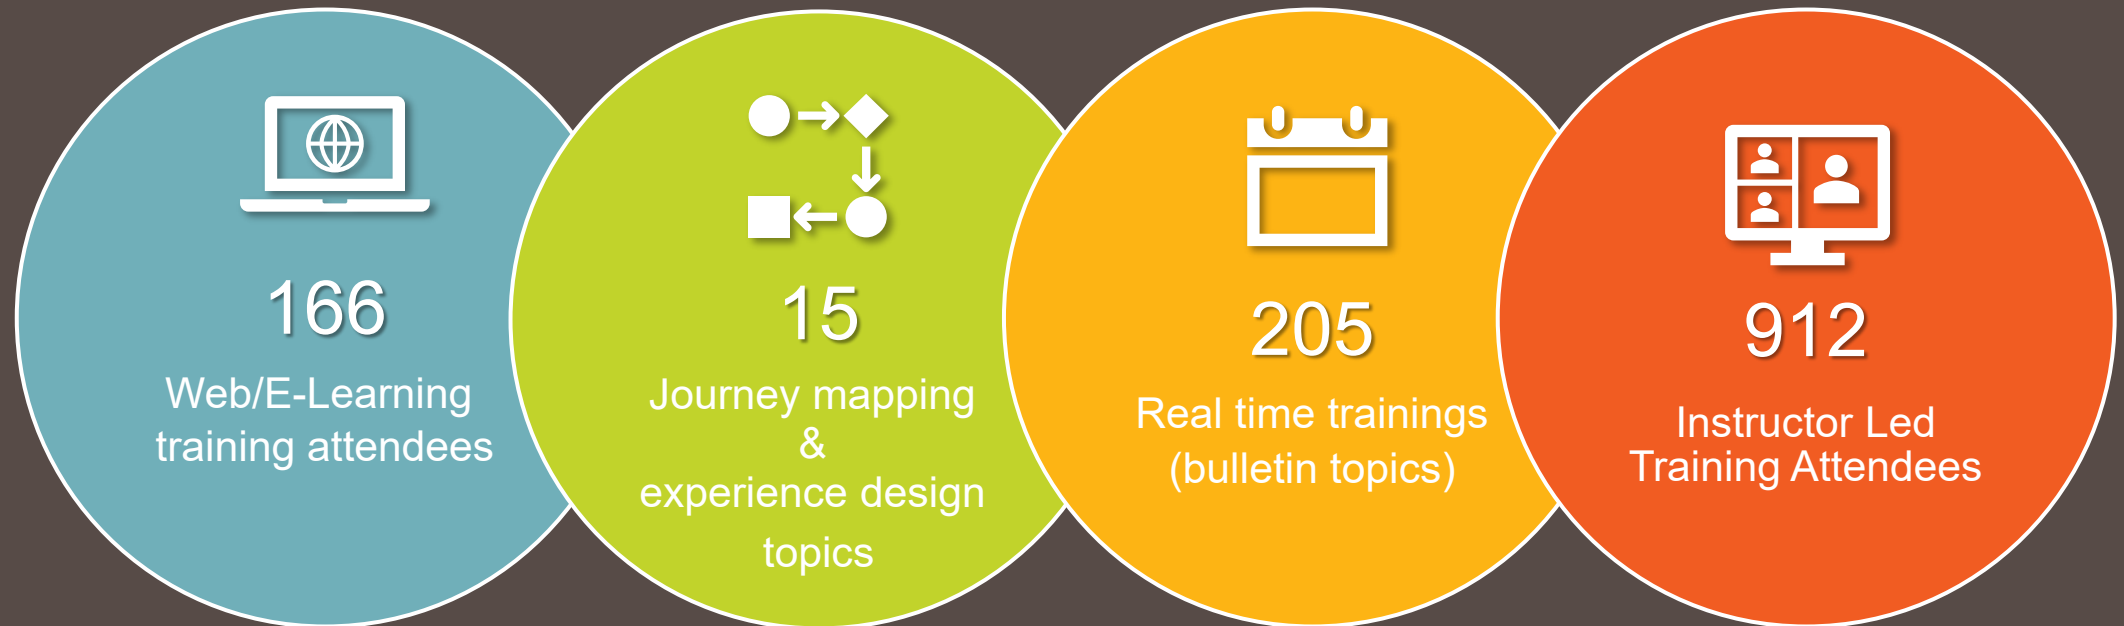 166
Web/E-Learning
training attendees
15
Journey mapping
&
experience design
topics
205
Real time trainings
(bulletin topics)
912
Instructor Led
Training Attendees